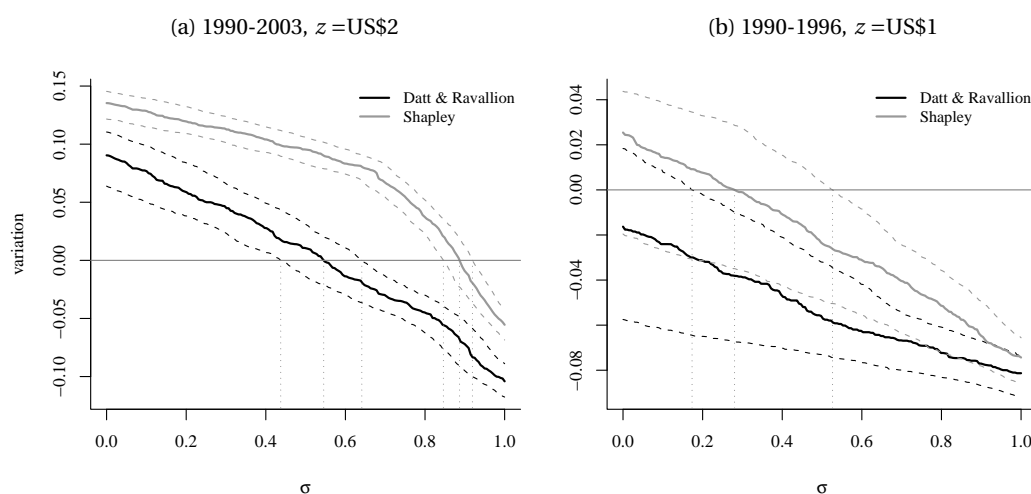 (a) 1990-2003, z =US$2
(b) 1990-1996, z =US$1
variation
0.15
0.10
0.05
0.00
−0.05
−0.10
Datt & Ravallion
Shapley
0.0 0.2 0.4 0.6 0.8 1.0
σ
0.04
0.02
0.00
−0.04
−0.08
Datt & Ravallion
Shapley
0.0 0.2 0.4 0.6 0.8 1.0
σ